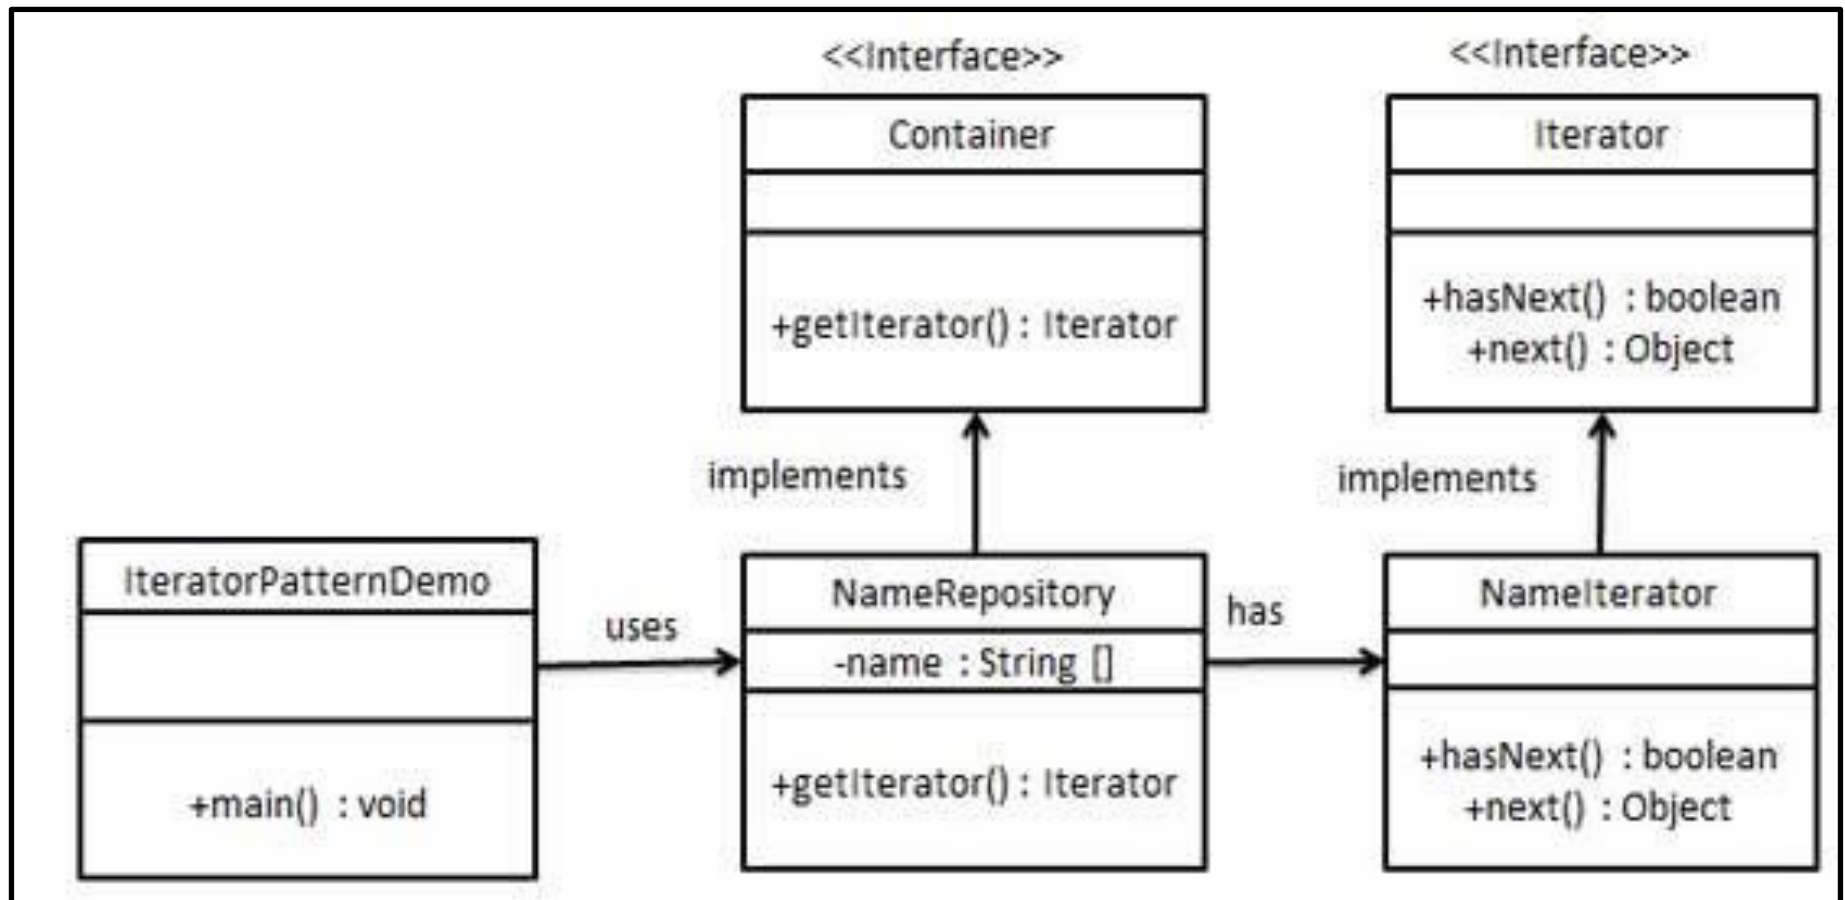 <<Interface>>
Container
+getIterator() : Iterator
<<Interface>>
Iterator
+hasNext() : boolean
+next() : Object
implements
implements
IteratorPatternDemo
+main() : void
uses
NameRepository
-name : String []
+getIterator() : Iterator
has
NameIterator
+hasNext() : boolean
+next() : Object